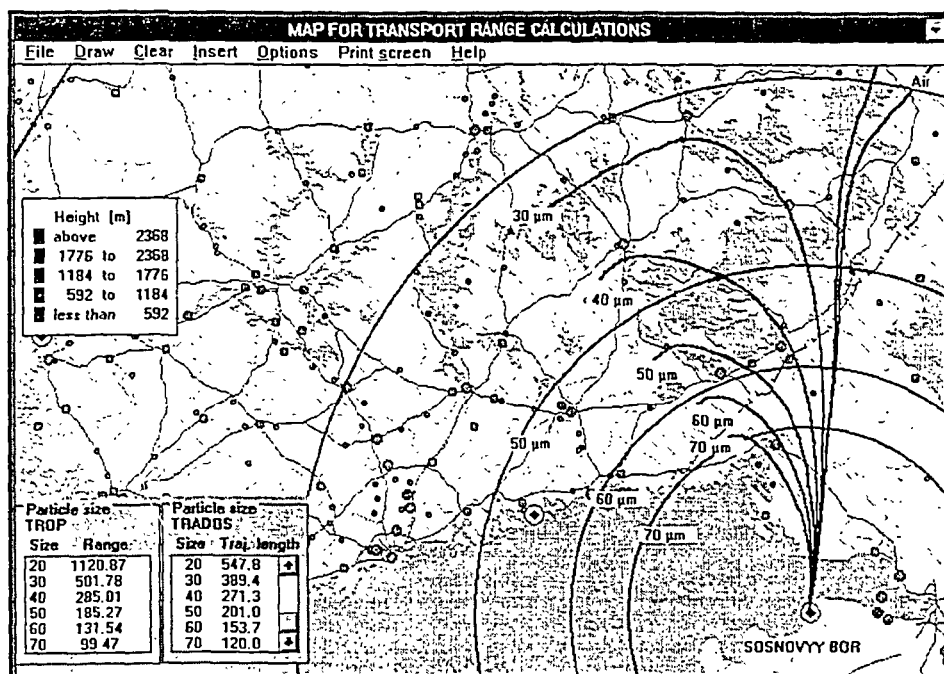 MAP FOR TRANSPORT RANGE CALCULATIONS
File Draw Clear Insert Options Print screen Help
Air
30 µm
Height [m]
above 2368
1776 to 2368
1184 to 1776
592 to 1184
less than 592
40 µm
50 µm
60 µm
50 µm
70 µm
60 µm
70 µm
Particle size
TROP
Size Range
20 1120.87
30 501.78
40 285.01
50 185.27
60 131.54
70 99.47
Particle size
TRADOS
Size Traj. length
20 547.8
30 389.4
40 271.3
50 201.0
60 153.7
70 120.0
SOSNOVYY BOR